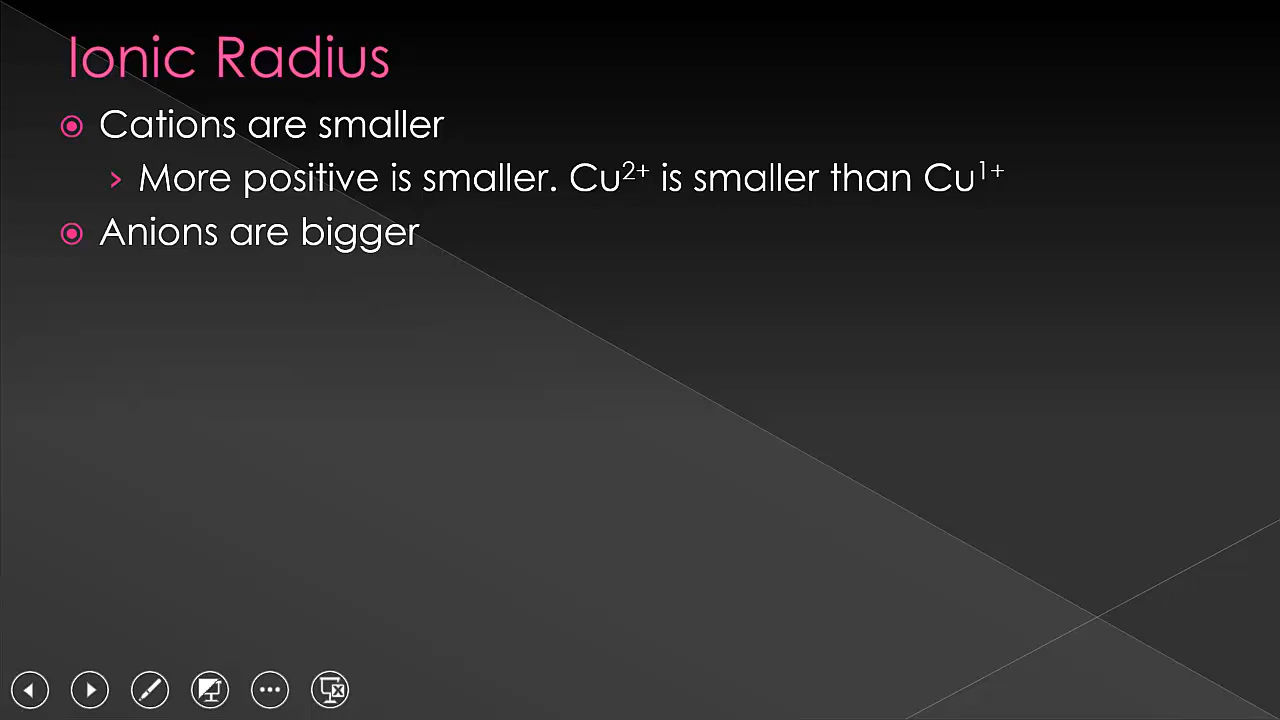 Ionic Radius
Cations are smaller
More positive is smaller. Cu²⁺ is smaller than Cu¹⁺
Anions are bigger